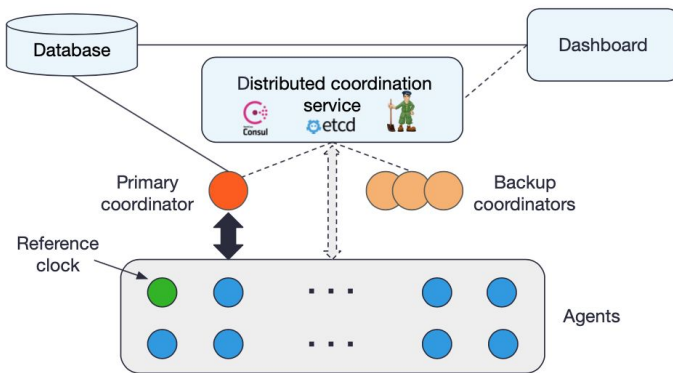 Database
Dashboard
Distributed coordination
service
Consul
etcd
Primary
coordinator
Backup
coordinators
Reference
clock
Agents